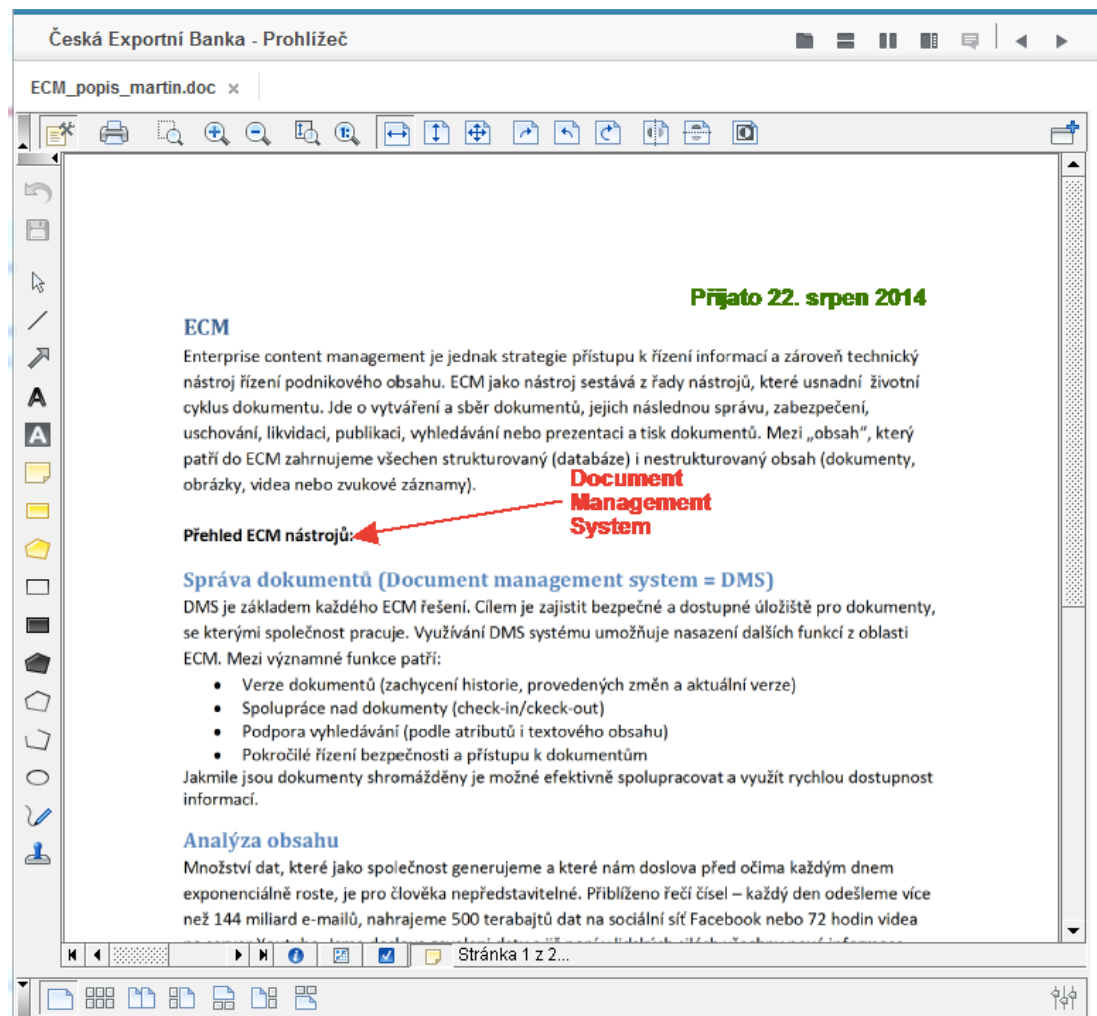 Česká Exportní Banka - Prohlížeč
ECM_popis_martin.doc ×
Přijato 22. srpen 2014
ECM
Enterprise content management je jednak strategie přístupu k řízení informací a zároveň technický
nástroj řízení podnikového obsahu. ECM jako nástroj sestává z řady nástrojů, které usnadní životní
cyklus dokumentu. Jde o vytváření a sběr dokumentů, jejich následnou správu, zabezpečení,
uschování, likvidaci, publikaci, vyhledávání nebo prezentaci a tisk dokumentů. Mezi „obsah“, který
patří do ECM zahrnujeme všechen strukturovaný (databáze) i nestrukturovaný obsah (dokumenty,
obrázky, videa nebo zvukové záznamy).
Document
Management
System
Přehled ECM nástrojů:
Správa dokumentů (Document management system = DMS)
DMS je základem každého ECM řešení. Cílem je zajistit bezpečné a dostupné úložiště pro dokumenty,
se kterými společnost pracuje. Využívání DMS systému umožňuje nasazení dalších funkcí z oblasti
ECM. Mezi významné funkce patří:
• Verze dokumentů (zachycení historie, provedených změn a aktuální verze)
• Spolupráce nad dokumenty (check-in/ckeck-out)
• Podpora vyhledávání (podle atributů i textového obsahu)
• Pokročilé řízení bezpečnosti a přístupu k dokumentům
Jakmile jsou dokumenty shromážděny je možné efektivně spolupracovat a využít rychlou dostupnost
informací.
Analýza obsahu
Množství dat, které jako společnost generujeme a které nám doslova před očima každým dnem
exponenciálně roste, je pro člověka nepředstavitelné. Přiblíženo řečí čísel – každý den odešleme více
než 144 miliard e-mailů, nahrajeme 500 terabajtů dat na sociální síť Facebook nebo 72 hodin videa
Stránka 1 z 2...